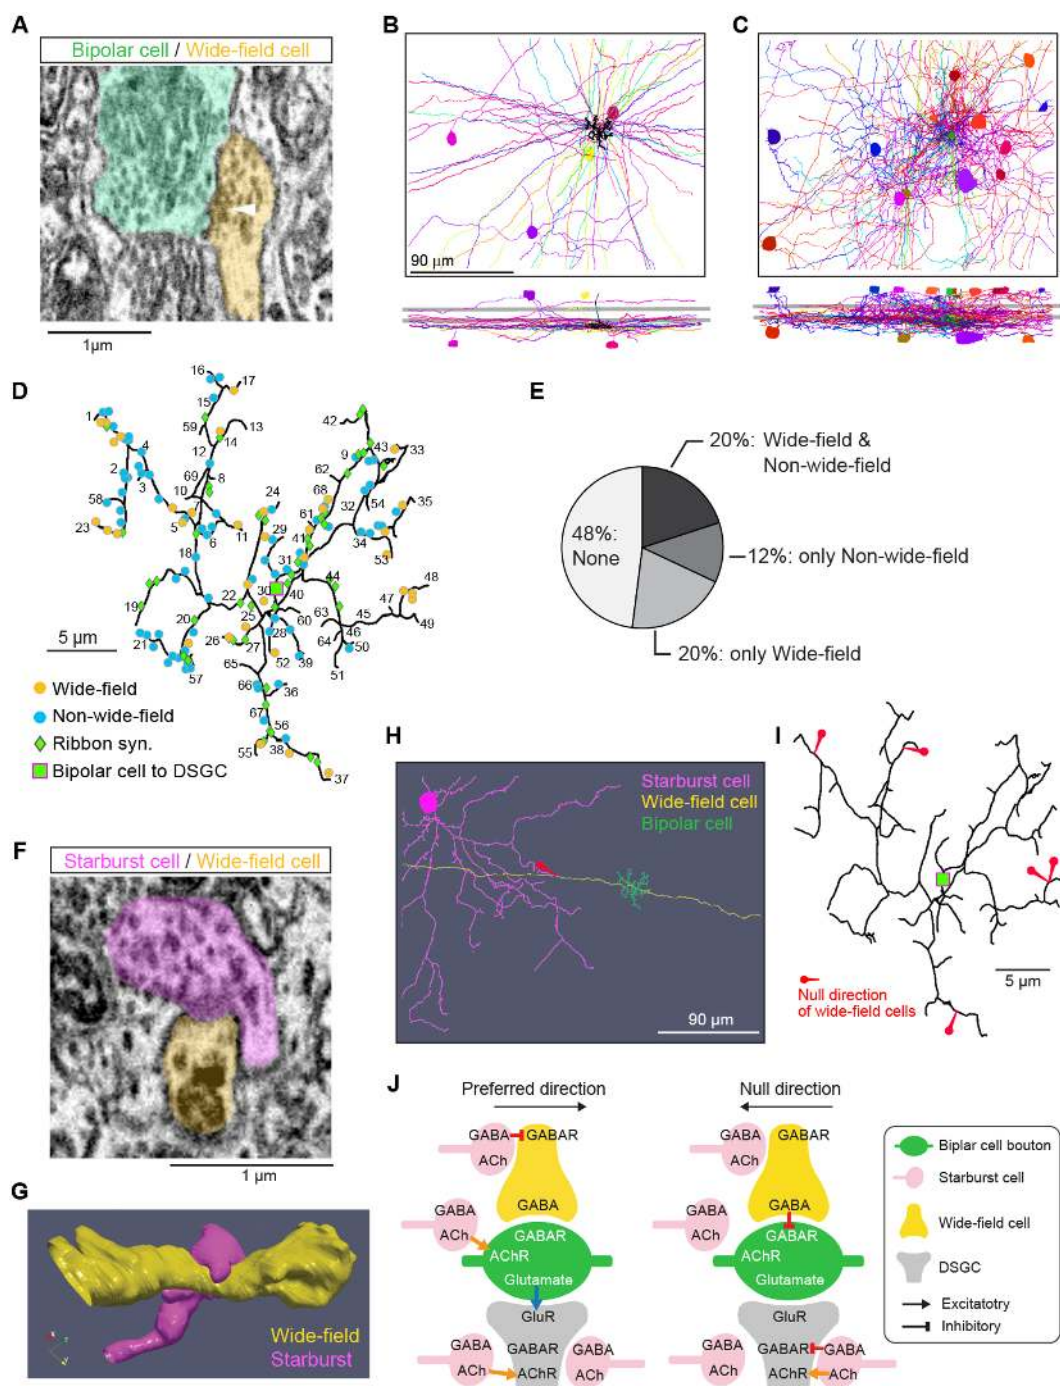 A
Bipolar cell / Wide-field cell
1µm
B
90 µm
C
D
16
17
15
1
59
14
13
4
12
2
3
69
8
58
10
7
23
5
6
11
18
24
29
42
43
33
9
62
68
32
54
35
61
41
34
53
31
19
22
30
40
44
48
47
20
25
60
63
45
49
21
26
27
28
46
64
50
57
65
52
39
51
66
36
67
56
55
38
37
5 µm
Wide-field
Non-wide-field
Ribbon syn.
Bipolar cell to DSGC
E
20%: Wide-field &
Non-wide-field
48%:
None
12%: only Non-wide-field
20%: only Wide-field
F
Starburst cell / Wide-field cell
1 µm
G
Wide-field
Starburst
H
Starburst cell
Wide-field cell
Bipolar cell
90 µm
I
Null direction
of wide-field cells
5 µm
J
Preferred direction
GABA
GABAR
ACh
GABA
GABA
ACh
GABAR
AChR
Glutamate
GluR
GABA
ACh
GABAR
AChR
GABA
ACh
Null direction
GABA
GABAR
ACh
GABA
GABA
ACh
GABAR
AChR
Glutamate
GluR
GABA
ACh
GABAR
AChR
GABA
ACh
Biplar cell bouton
Starburst cell
Wide-field cell
DSGC
Excitatotry
Inhibitory